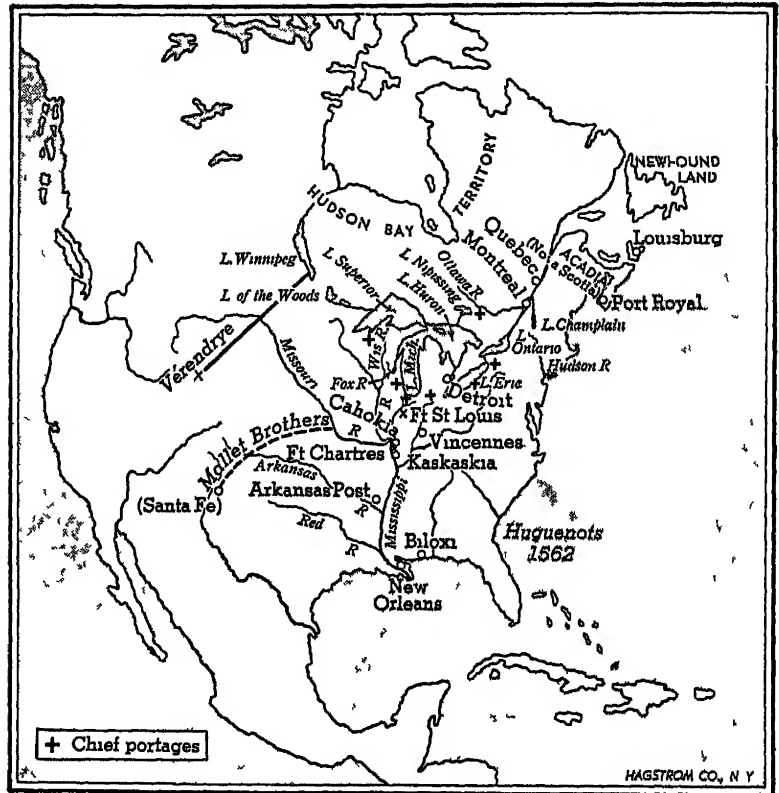 NEWFOUND
LAND
TERRITORY
HUDSON BAY
Quebec
Montreal
(Nova Scotia)
ACADIA
Louisburg
Port Royal
L. Winnipeg
L of the Woods
L Superior
L Nipissing
L. Huron
Ottawa R
L. Champlain
L
Ontario
Hudson R
Vérendrye
Missouri
R
Wis R
Fox R
R
L. Mich
L. Erie
Detroit
Ft St Louis
Cahokia
Vincennes
Kaskaskia
Ft Chartres
Mallet Brothers
(Santa Fe)
Arkansas
R
Arkansas Post
Red
R
Mississippi
Biloxi
New
Orleans
Huguenots
1562
+ Chief portages
HAGSTROM CO., N Y